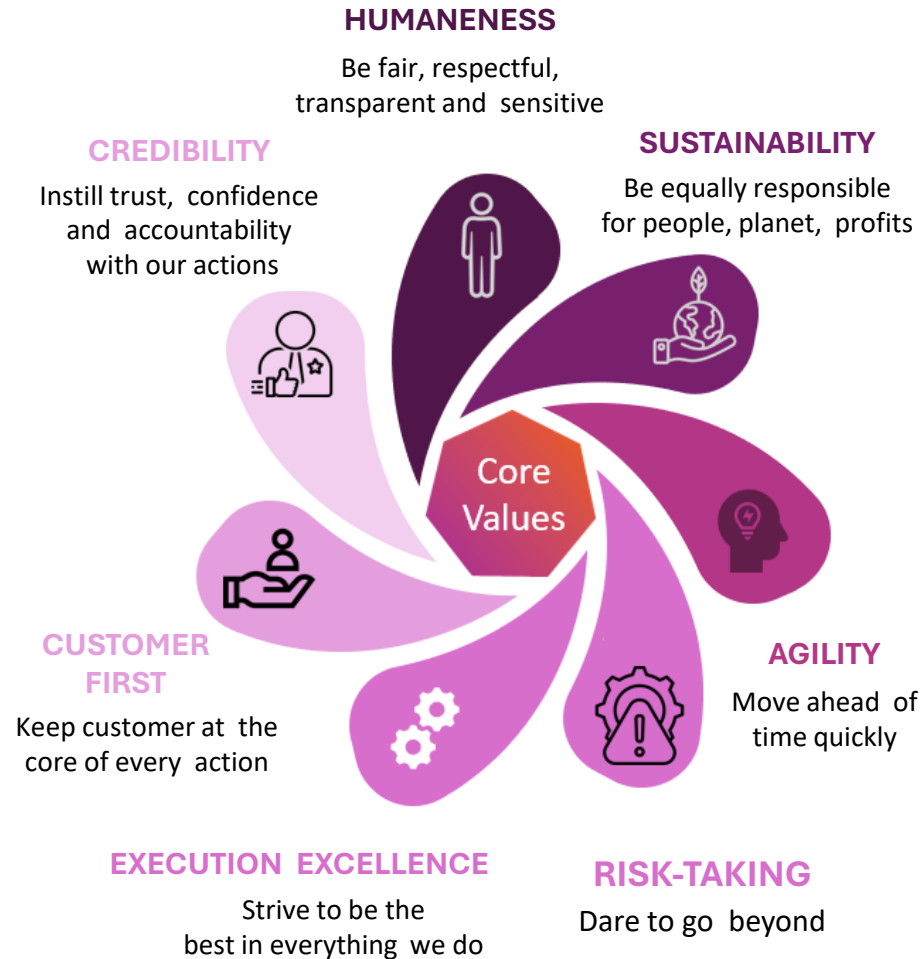 HUMANENESS
Be fair, respectful,
transparent and sensitive
CREDIBILITY
Instill trust, confidence
and accountability
with our actions
SUSTAINABILITY
Be equally responsible
for people, planet, profits
Core
Values
CUSTOMER
FIRST
Keep customer at the
core of every action
AGILITY
Move ahead of
time quickly
EXECUTION EXCELLENCE
Strive to be the
best in everything we do
RISK-TAKING
Dare to go beyond